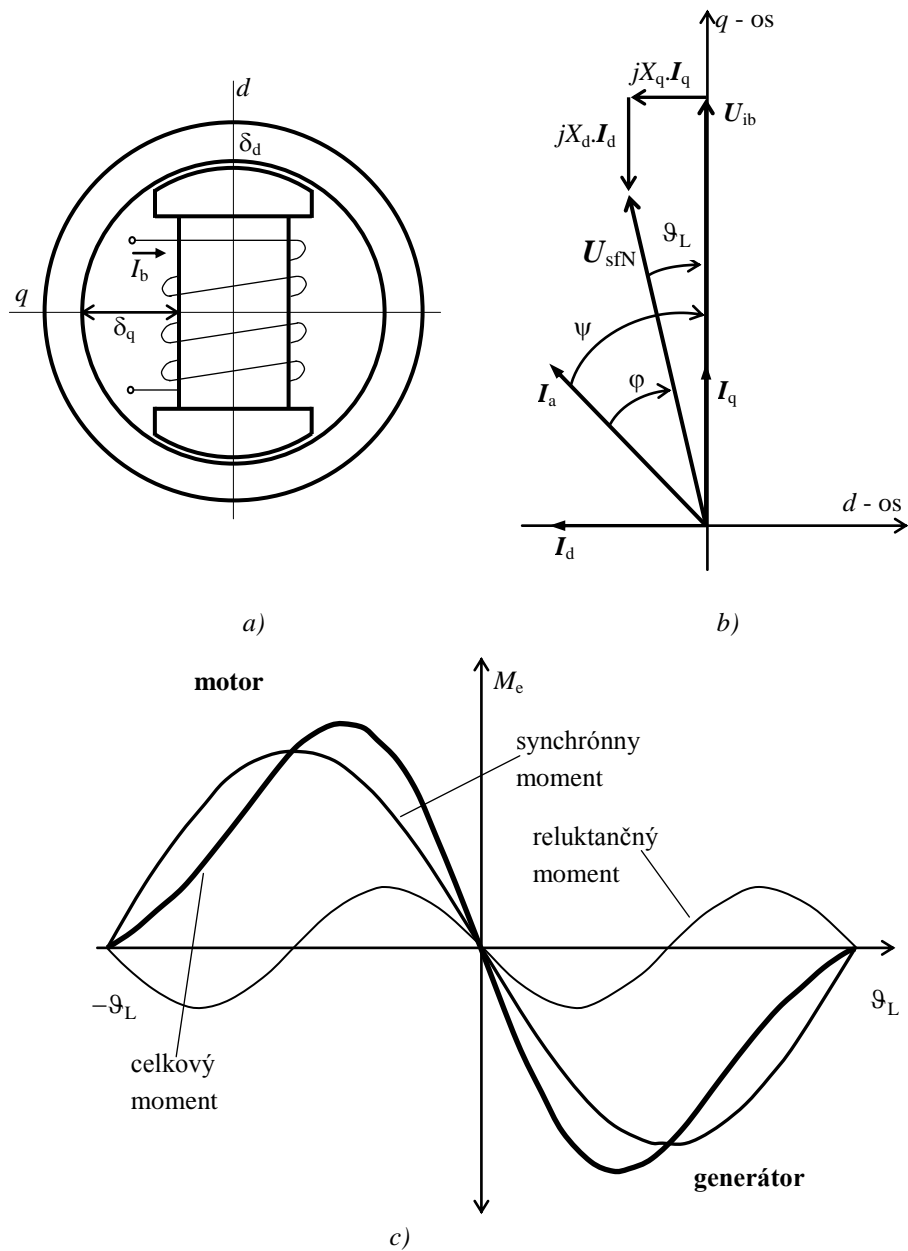 d
δd
Ib
q
δq
a)
q - os
jXq.Iq
Uib
jXd.Id
ϑL
UsfN
ψ
φ
Ia
Iq
d - os
Id
b)
motor
Me
synchrónny
moment
reluktančný
moment
−ϑL
ϑL
celkový
moment
generátor
c)